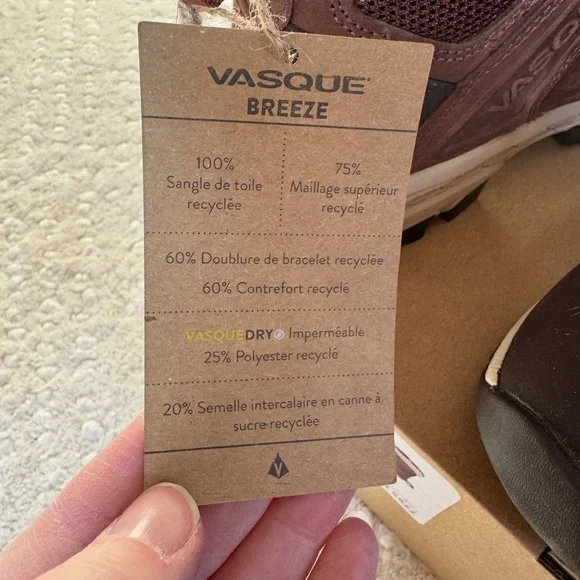 VASQUE
BREEZE
100%
Sangle de toile
recyclée
75%
Maillage supérieur
recyclé
60% Doublure de bracelet recyclée
60% Contrefort recyclé
VASQUEDRY Imperméable
25% Polyester recyclé
20% Semelle intercalaire en canne à
sucre recyclée
V
VASQ